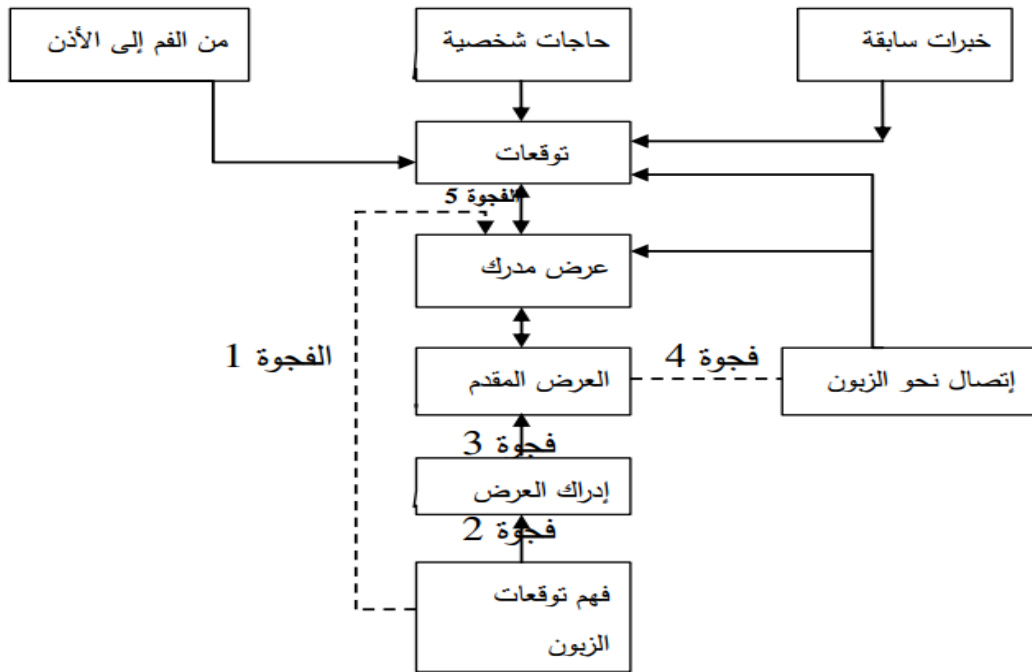 خبرات سابقة
حاجات شخصية
من الفم إلى الأذن
توقعات
الفجوة 5
عرض مدرك
الفجوة 1
العرض المقدم
فجوة 4
إتصال نحو الزبون
فجوة 3
إدراك العرض
فجوة 2
فهم توقعات
الزبون